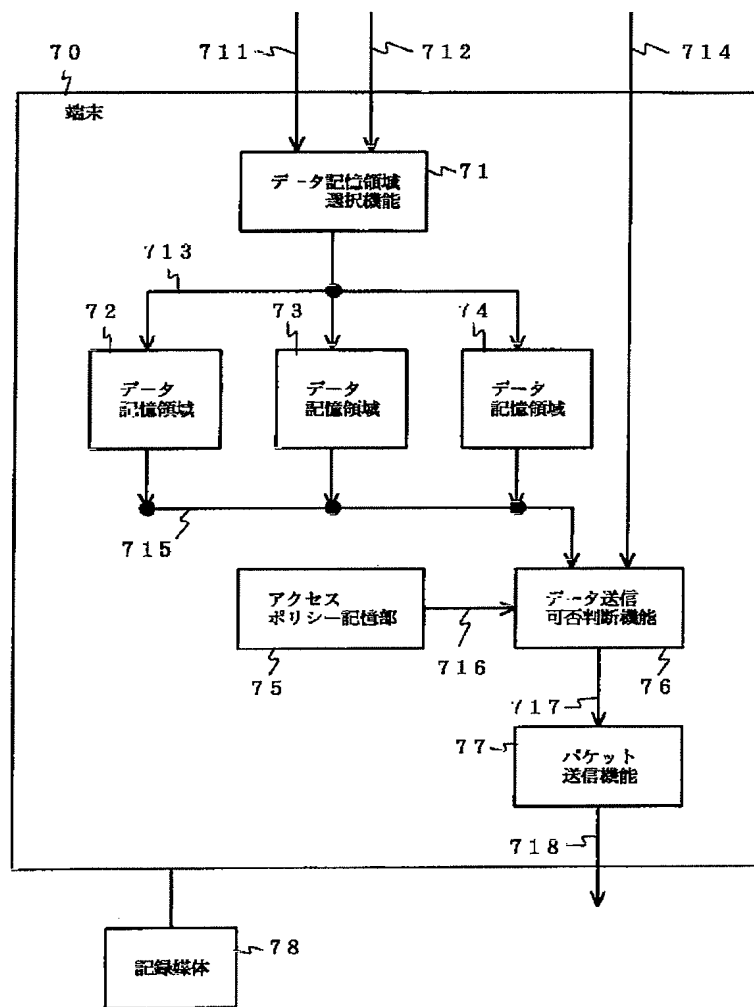 70
711
712
714
端末
データ記憶領域
選択機能
71
713
72
73
74
データ
記憶領域
データ
記憶領域
データ
記憶領域
715
アクセス
ポリシー記憶部
データ送信
可否判断機能
75
716
76
717
77
パケット
送信機能
718
記録媒体
78